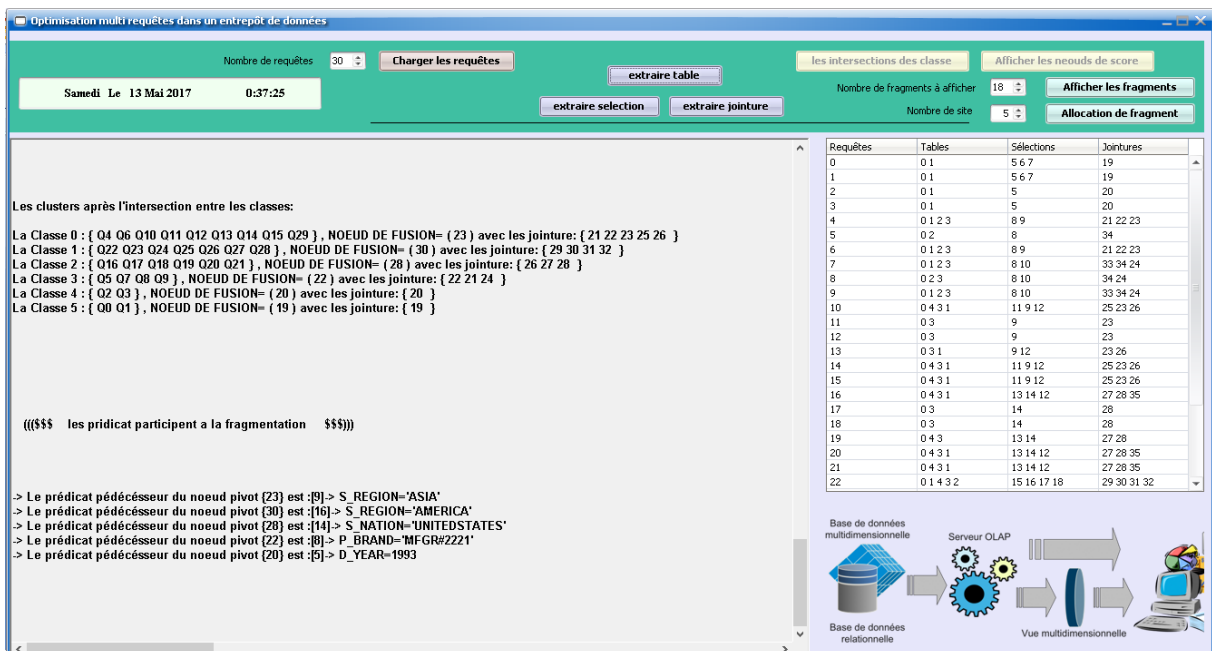 Optimisation multi requêtes dans un entrepôt de données
Nombre de requêtes 30 Charger les requêtes
extraire table
les intersections des classe Afficher les neouds de score
Samedi Le 13 Mai 2017 0:37:25
extraire selection extraire jointure
Nombre de fragments à afficher 18 Afficher les fragments
Nombre de site 5 Allocation de fragment
Les clusters après l'intersection entre les classes:
La Classe 0 : { Q4 Q6 Q10 Q11 Q12 Q13 Q14 Q15 Q29 } , NOEUD DE FUSION= ( 23 ) avec les jointure: { 21 22 23 25 26 }
La Classe 1 : { Q22 Q23 Q24 Q25 Q26 Q27 Q28 } , NOEUD DE FUSION= ( 30 ) avec les jointure: { 29 30 31 32 }
La Classe 2 : { Q16 Q17 Q18 Q19 Q20 Q21 } , NOEUD DE FUSION= ( 28 ) avec les jointure: { 26 27 28 }
La Classe 3 : { Q5 Q7 Q8 Q9 } , NOEUD DE FUSION= ( 22 ) avec les jointure: { 22 21 24 }
La Classe 4 : { Q2 Q3 } , NOEUD DE FUSION= ( 20 ) avec les jointure: { 20 }
La Classe 5 : { Q0 Q1 } , NOEUD DE FUSION= ( 19 ) avec les jointure: { 19 }
((($$$ les pridicat participent a la fragmentation $$$)))
-> Le prédicat pédécésseur du noeud pivot {23} est :[9]-> S_REGION='ASIA'
-> Le prédicat pédécésseur du noeud pivot {30} est :[16]-> S_REGION='AMERICA'
-> Le prédicat pédécésseur du noeud pivot {28} est :[14]-> S_NATION='UNITEDSTATES'
-> Le prédicat pédécésseur du noeud pivot {22} est :[8]-> P_BRAND='MFGR#2221'
-> Le prédicat pédécésseur du noeud pivot {20} est :[5]-> D_YEAR=1993
Requêtes Tables Sélections Jointures
0 0 1 5 6 7 19
1 0 1 5 6 7 19
2 0 1 5 20
3 0 1 5 20
4 0 1 2 3 8 9 21 22 23
5 0 2 8 34
6 0 1 2 3 8 9 21 22 23
7 0 1 2 3 8 10 33 34 24
8 0 2 3 8 10 34 24
9 0 1 2 3 8 10 33 34 24
10 0 4 3 1 11 9 12 25 23 26
11 0 3 9 23
12 0 3 9 23
13 0 3 1 9 12 23 26
14 0 4 3 1 11 9 12 25 23 26
15 0 4 3 1 11 9 12 25 23 26
16 0 4 3 1 13 14 12 27 28 35
17 0 3 14 28
18 0 3 14 28
19 0 4 3 13 14 27 28
20 0 4 3 1 13 14 12 27 28 35
21 0 4 3 1 13 14 12 27 28 35
22 0 1 4 3 2 15 16 17 18 29 30 31 32
Base de données
multidimensionnelle
Serveur OLAP
Base de données
relationnelle
Vue multidimensionnelle